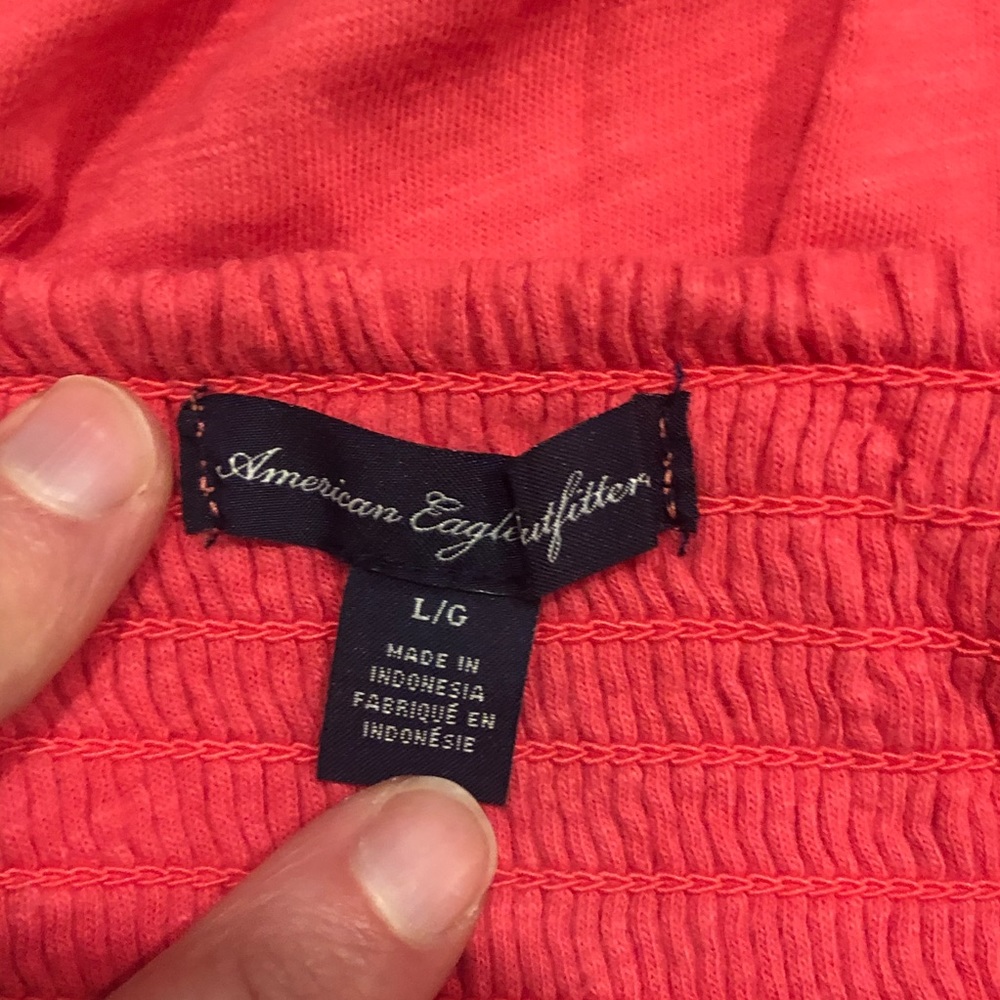 American Eagle Outfitters
L/G
MADE IN
INDONESIA
FABRIQUÉ EN
INDONÉSIE